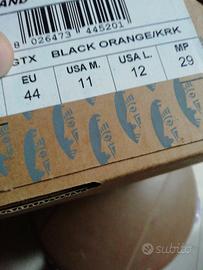 AND
8 026473 445201
GTX BLACK ORANGE/KRK
EU USA M. USA L. MP
44 11 12 29
subito